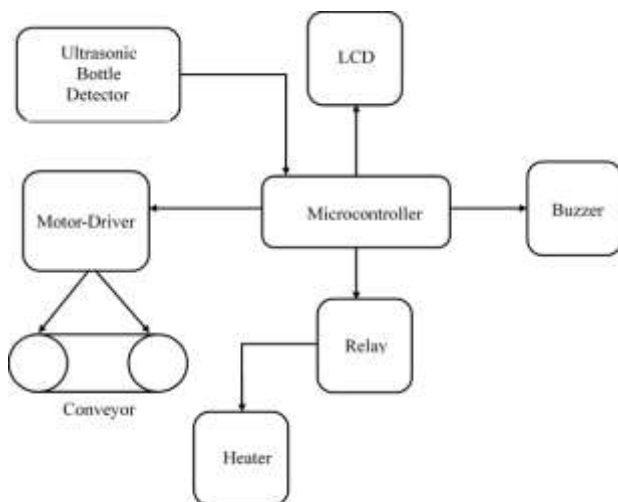 Ultrasonic
Bottle
Detector
LCD
Motor-Driver
Microcontroller
Buzzer
Relay
Conveyor
Heater